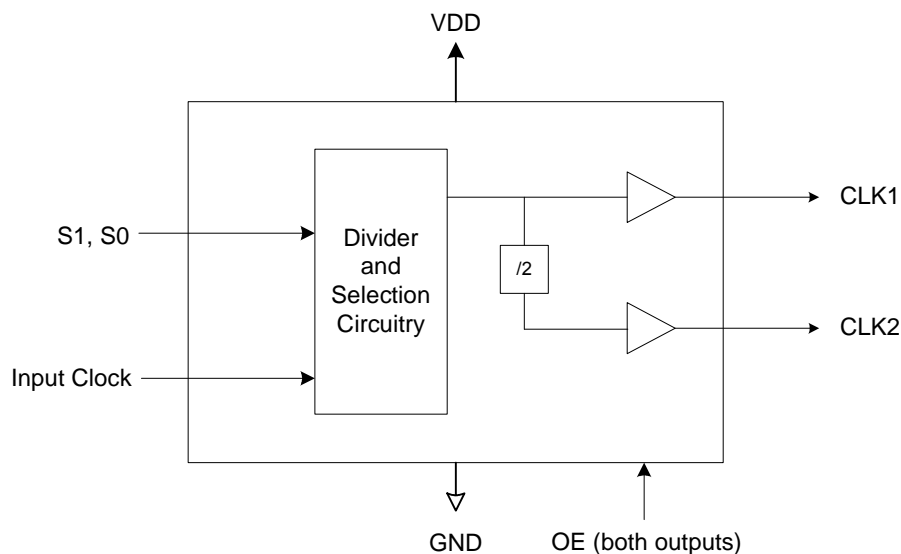 VDD
S1, S0
Input Clock
Divider
and
Selection
Circuitry
/2
CLK1
CLK2
GND
OE (both outputs)